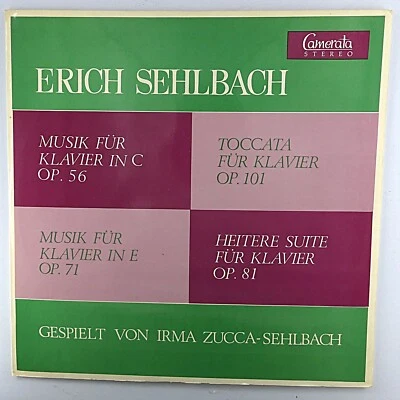 Camerata
STEREO
ERICH SEHLBACH
MUSIK FÜR
KLAVIER IN C
OP. 56
TOCCATA
FÜR KLAVIER
OP. 101
MUSIK FÜR
KLAVIER IN E
OP. 71
HEITERE SUITE
FÜR KLAVIER
OP. 81
GESPIELT VON IRMA ZUCCA-SEHLBACH